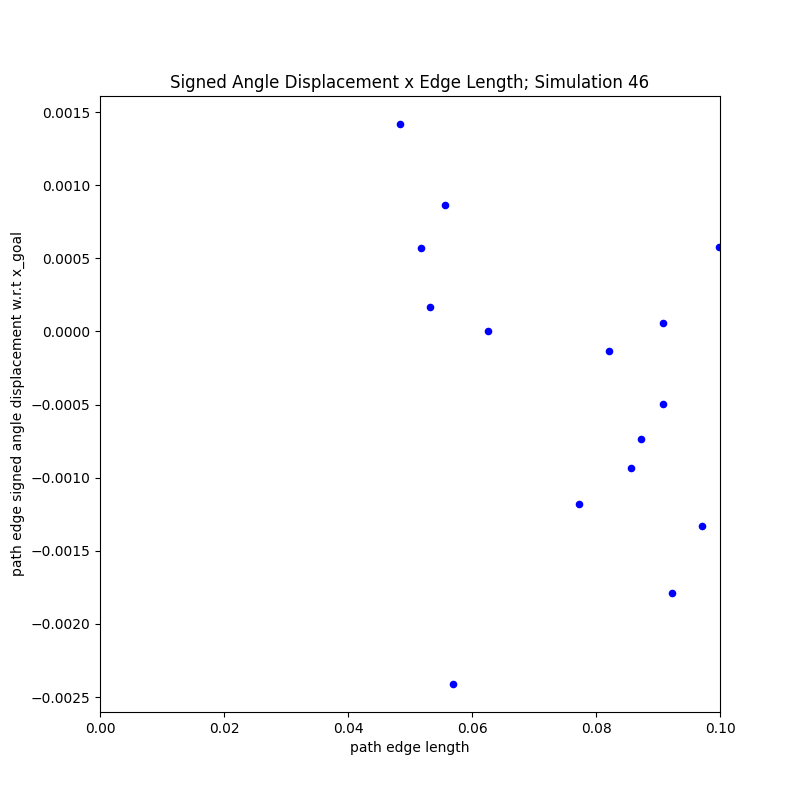 Signed Angle Displacement x Edge Length; Simulation 46
0.0015
0.0010
0.0005
0.0000
−0.0005
−0.0010
−0.0015
−0.0020
−0.0025
path edge signed angle displacement w.r.t x_goal
0.00 0.02 0.04 0.06 0.08 0.10
path edge length